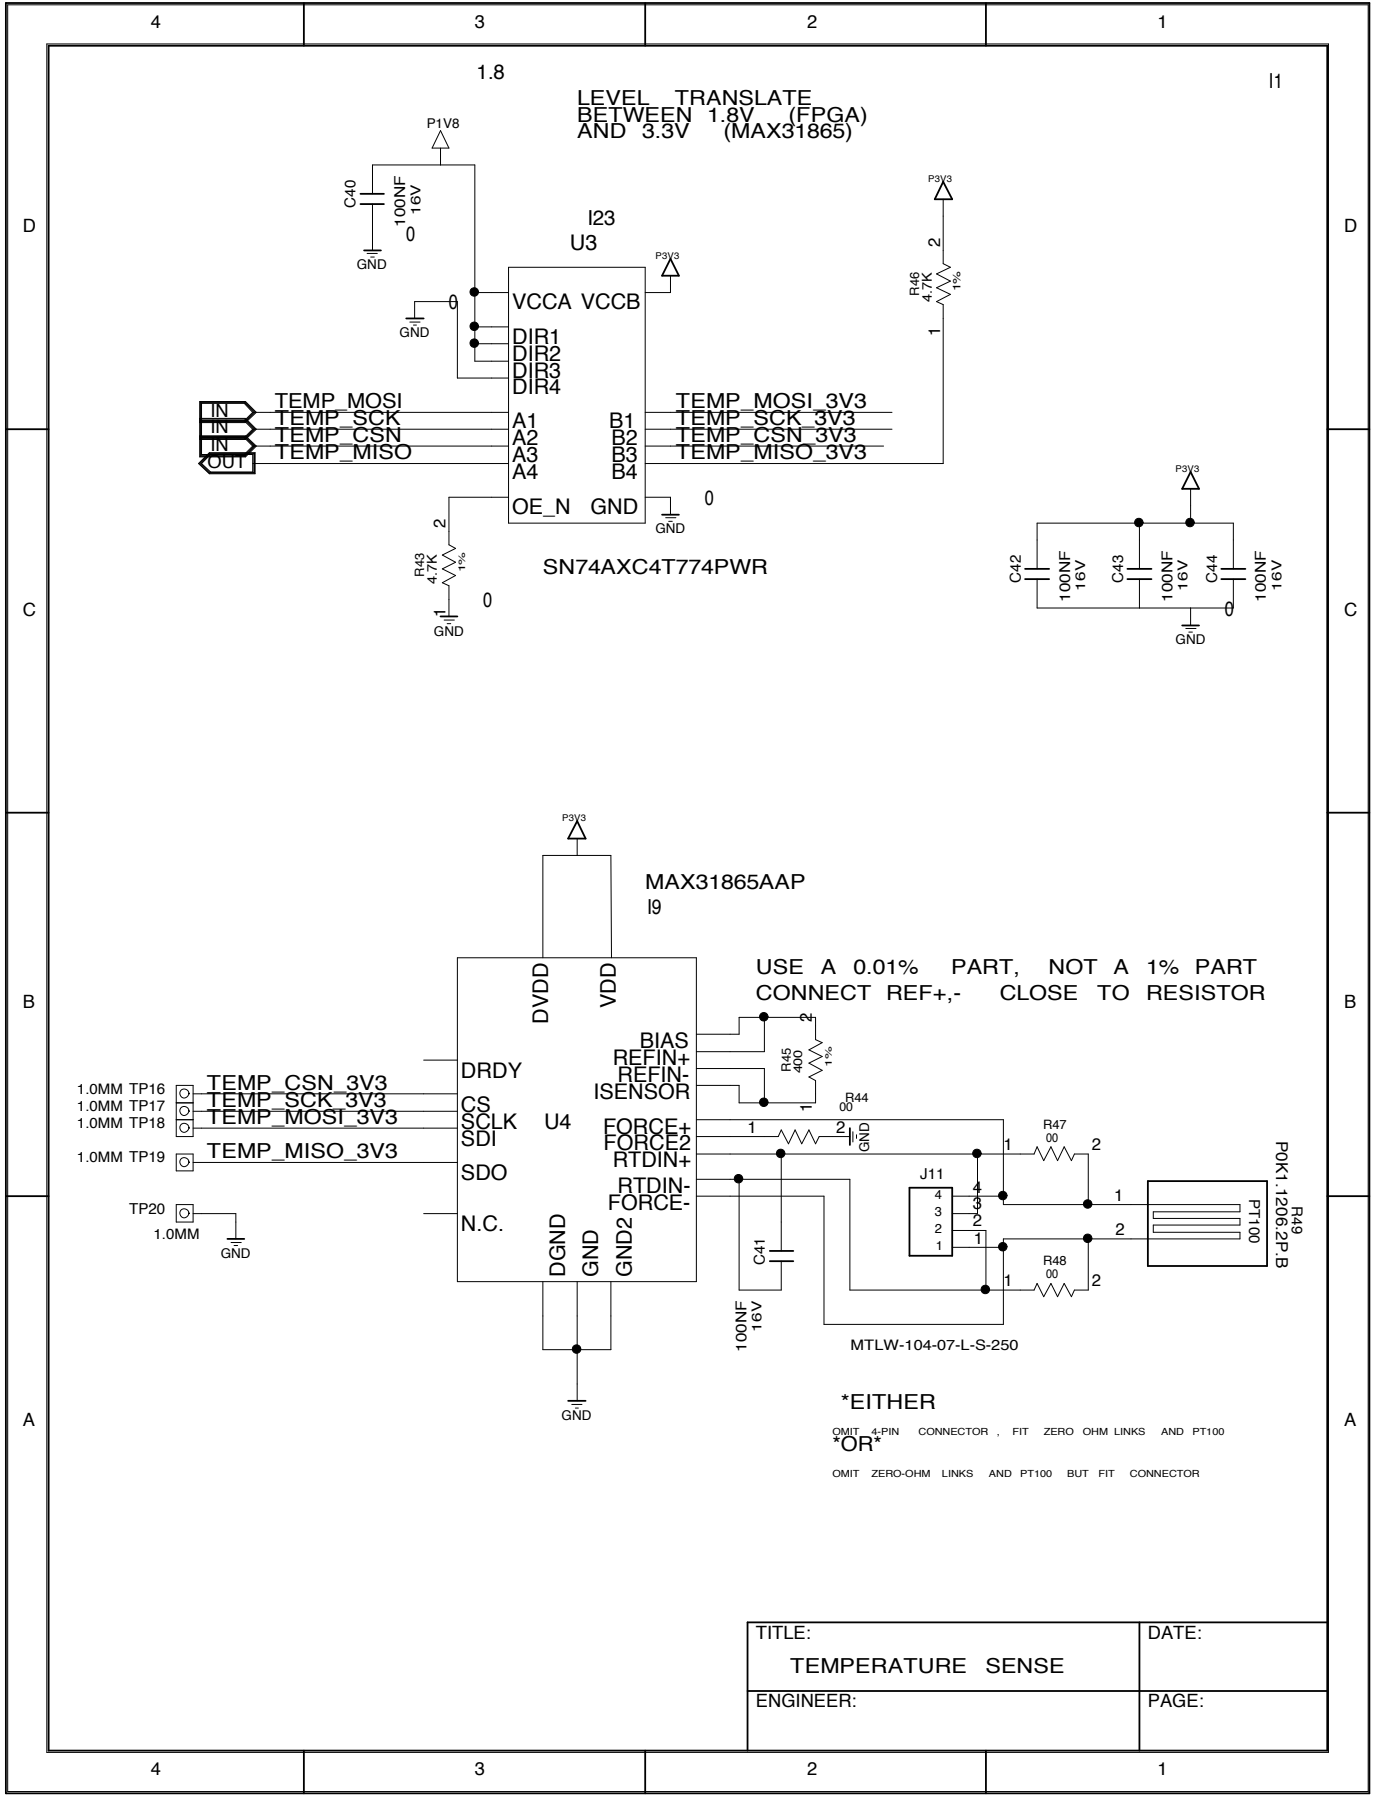 4 3 2 1
1.8
I1
LEVEL TRANSLATE
BETWEEN 1.8V (FPGA)
AND 3.3V (MAX31865)
P1V8
P3V3
C40
100NF
16V
0
GND
D
D
I23
U3
P3V3
2
R46
4.7K
1%
1
0
GND
VCCA VCCB
DIR1
DIR2
DIR3
DIR4
IN TEMP_MOSI A1 B1 TEMP_MOSI_3V3
IN TEMP_SCK A2 B2 TEMP_SCK_3V3
IN TEMP_CSN A3 B3 TEMP_CSN_3V3
OUT TEMP_MISO A4 B4 TEMP_MISO_3V3
OE_N GND
0
GND
2
R43
4.7K
1%
1
0
GND
SN74AXC4T774PWR
P3V3
C42
100NF
16V
C43
100NF
16V
C44
100NF
16V
0
GND
C
C
P3V3
MAX31865AAP
I9
USE A 0.01% PART, NOT A 1% PART
CONNECT REF+,- CLOSE TO RESISTOR
B
B
DVDD
VDD
BIAS
REFIN+
REFIN-
ISENSOR
2
R45
400
1%
1
DRDY
1.0MM TP16 TEMP_CSN_3V3 CS
1.0MM TP17 TEMP_SCK_3V3 SCLK
1.0MM TP18 TEMP_MOSI_3V3 SDI
U4
1.0MM TP19 TEMP_MISO_3V3 SDO
TP20
1.0MM
GND
N.C.
FORCE+
FORCE2
RTDIN+
RTDIN-
FORCE-
R44
00
1 2
GND
R47
00
1 2
J11
4 4
3 3
2 2
1 1
R48
00
1 2
1
2
PT100
R49
P0K1.1206.2P.B
DGND
GND
GND2
C41
100NF
16V
MTLW-104-07-L-S-250
GND
A
A
*EITHER
OMIT 4-PIN CONNECTOR , FIT ZERO OHM LINKS AND PT100
*OR*
OMIT ZERO-OHM LINKS AND PT100 BUT FIT CONNECTOR
TITLE:
TEMPERATURE SENSE
DATE:
ENGINEER:
PAGE:
4 3 2 1